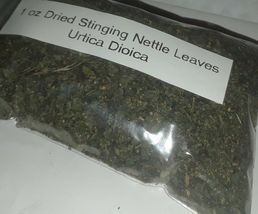 1 oz Dried Stinging Nettle Leaves
Urtica Dioica